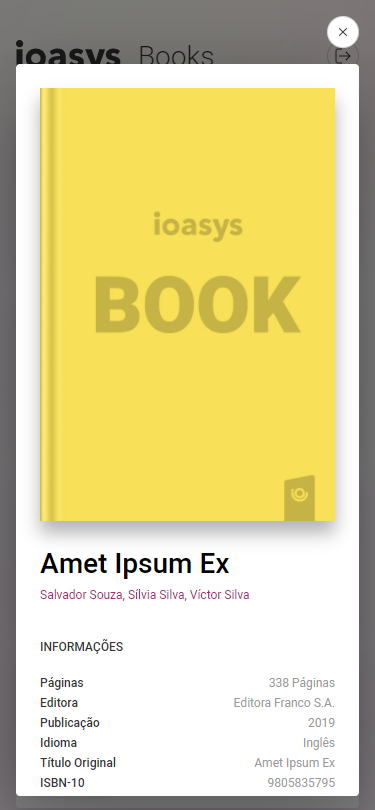 ioasys Books
ioasys
BOOK
Amet Ipsum Ex
Salvador Souza, Sílvia Silva, Víctor Silva
INFORMAÇÕES
Páginas 338 Páginas
Editora Editora Franco S.A.
Publicação 2019
Idioma Inglês
Título Original Amet Ipsum Ex
ISBN-10 9805835795